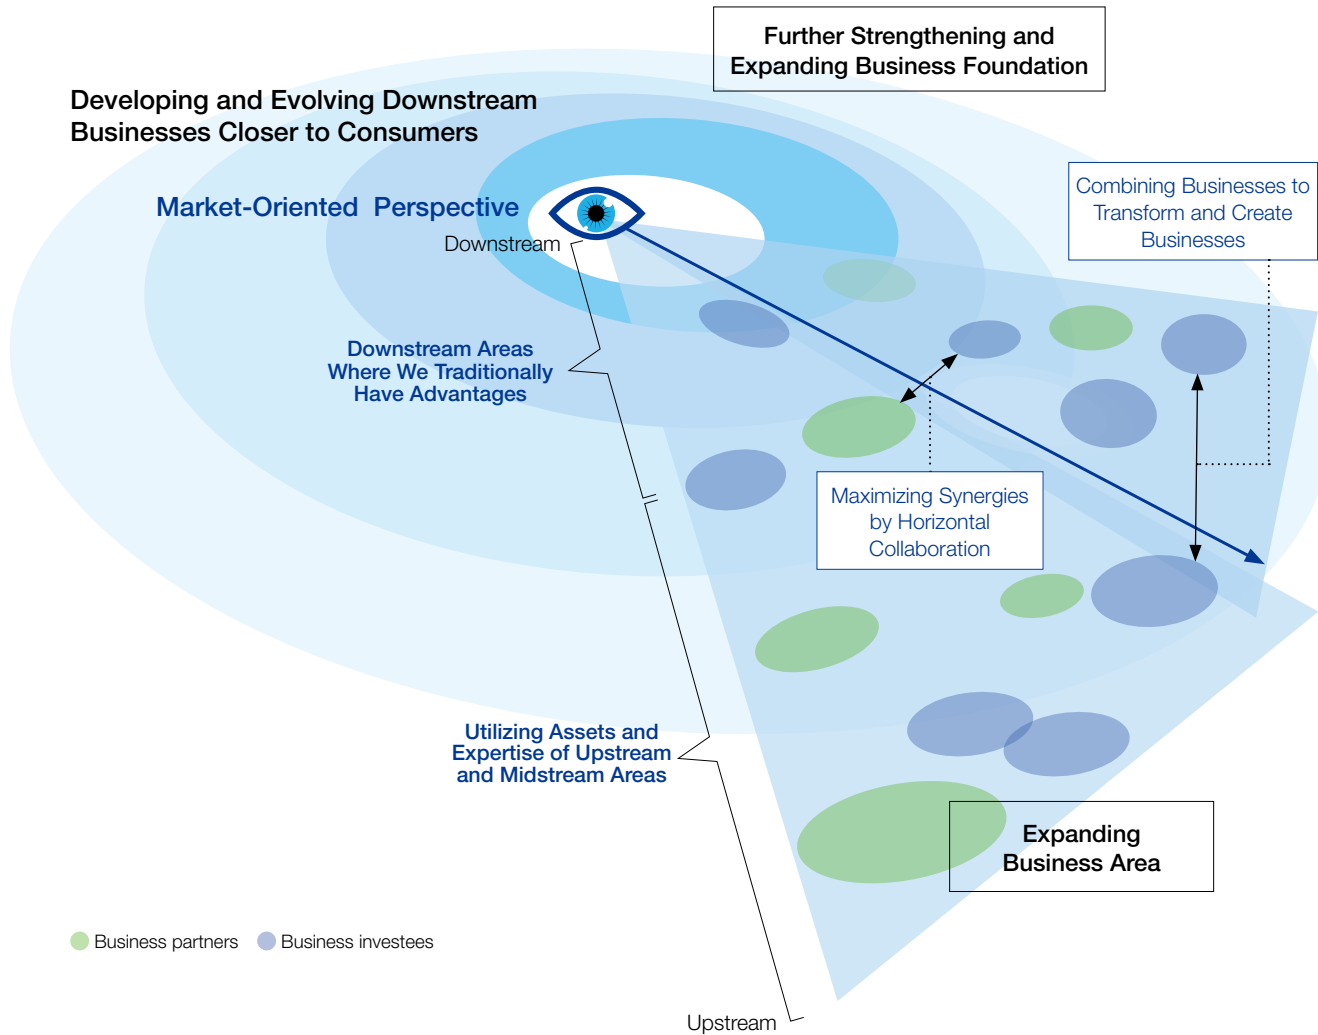 Further Strengthening and
Expanding Business Foundation
Developing and Evolving Downstream
Businesses Closer to Consumers
Combining Businesses to
Transform and Create
Businesses
Market-Oriented Perspective
Downstream
Downstream Areas
Where We Traditionally
Have Advantages
Maximizing Synergies
by Horizontal
Collaboration
Utilizing Assets and
Expertise of Upstream
and Midstream Areas
Expanding
Business Area
Business partners
Business investees
Upstream